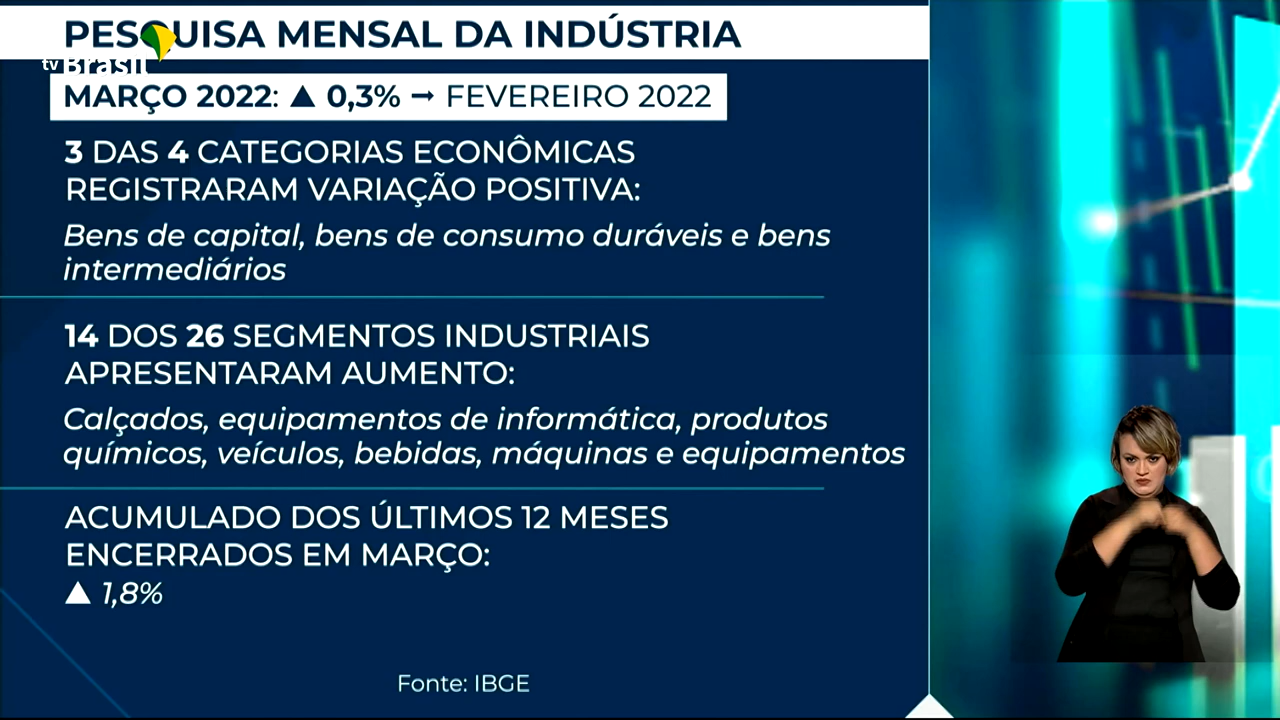 PESQUISA MENSAL DA INDÚSTRIA
tv Brasil
MARÇO 2022: ▲ 0,3% → FEVEREIRO 2022
3 DAS 4 CATEGORIAS ECONÔMICAS
REGISTRARAM VARIAÇÃO POSITIVA:
Bens de capital, bens de consumo duráveis e bens
intermediários
14 DOS 26 SEGMENTOS INDUSTRIAIS
APRESENTARAM AUMENTO:
Calçados, equipamentos de informática, produtos
químicos, veículos, bebidas, máquinas e equipamentos
ACUMULADO DOS ÚLTIMOS 12 MESES
ENCERRADOS EM MARÇO:
▲ 1,8%
Fonte: IBGE